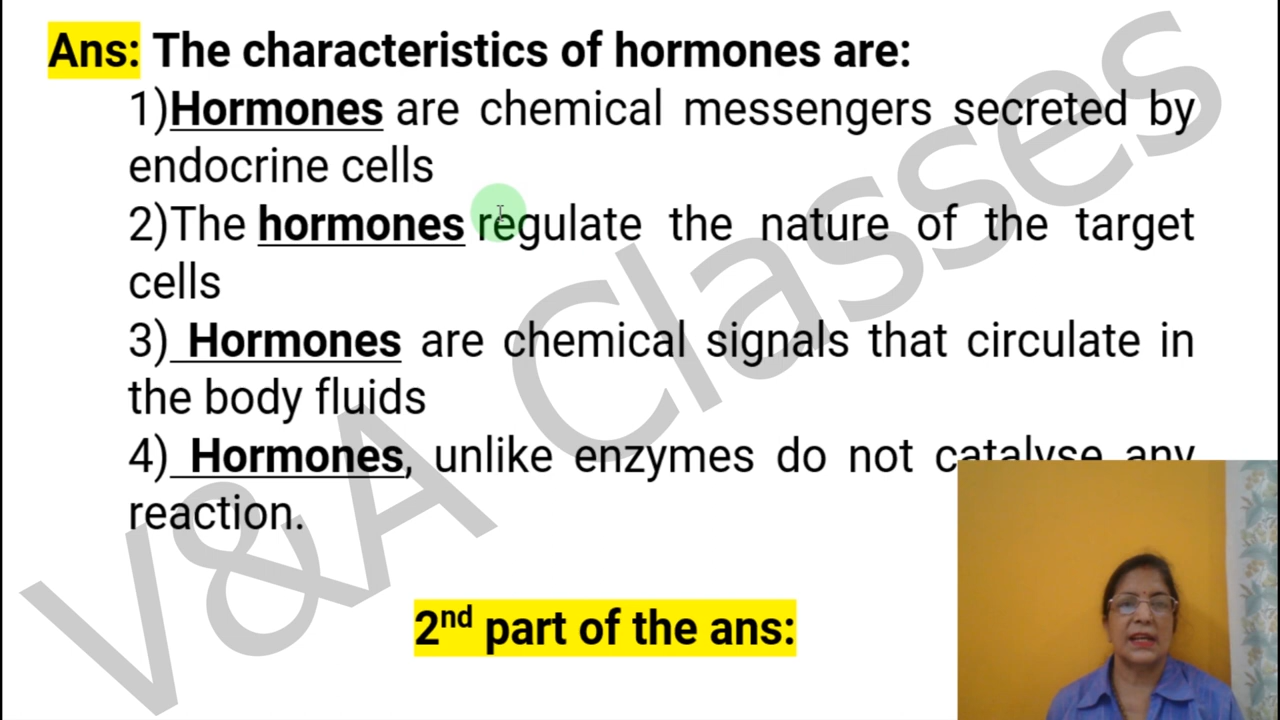 Ans: The characteristics of hormones are:
1)Hormones are chemical messengers secreted by
endocrine cells
2)The hormones regulate the nature of the target
cells
3) Hormones are chemical signals that circulate in
the body fluids
4) Hormones, unlike enzymes do not catalyse any
reaction.
2nd part of the ans:
V&A Classes